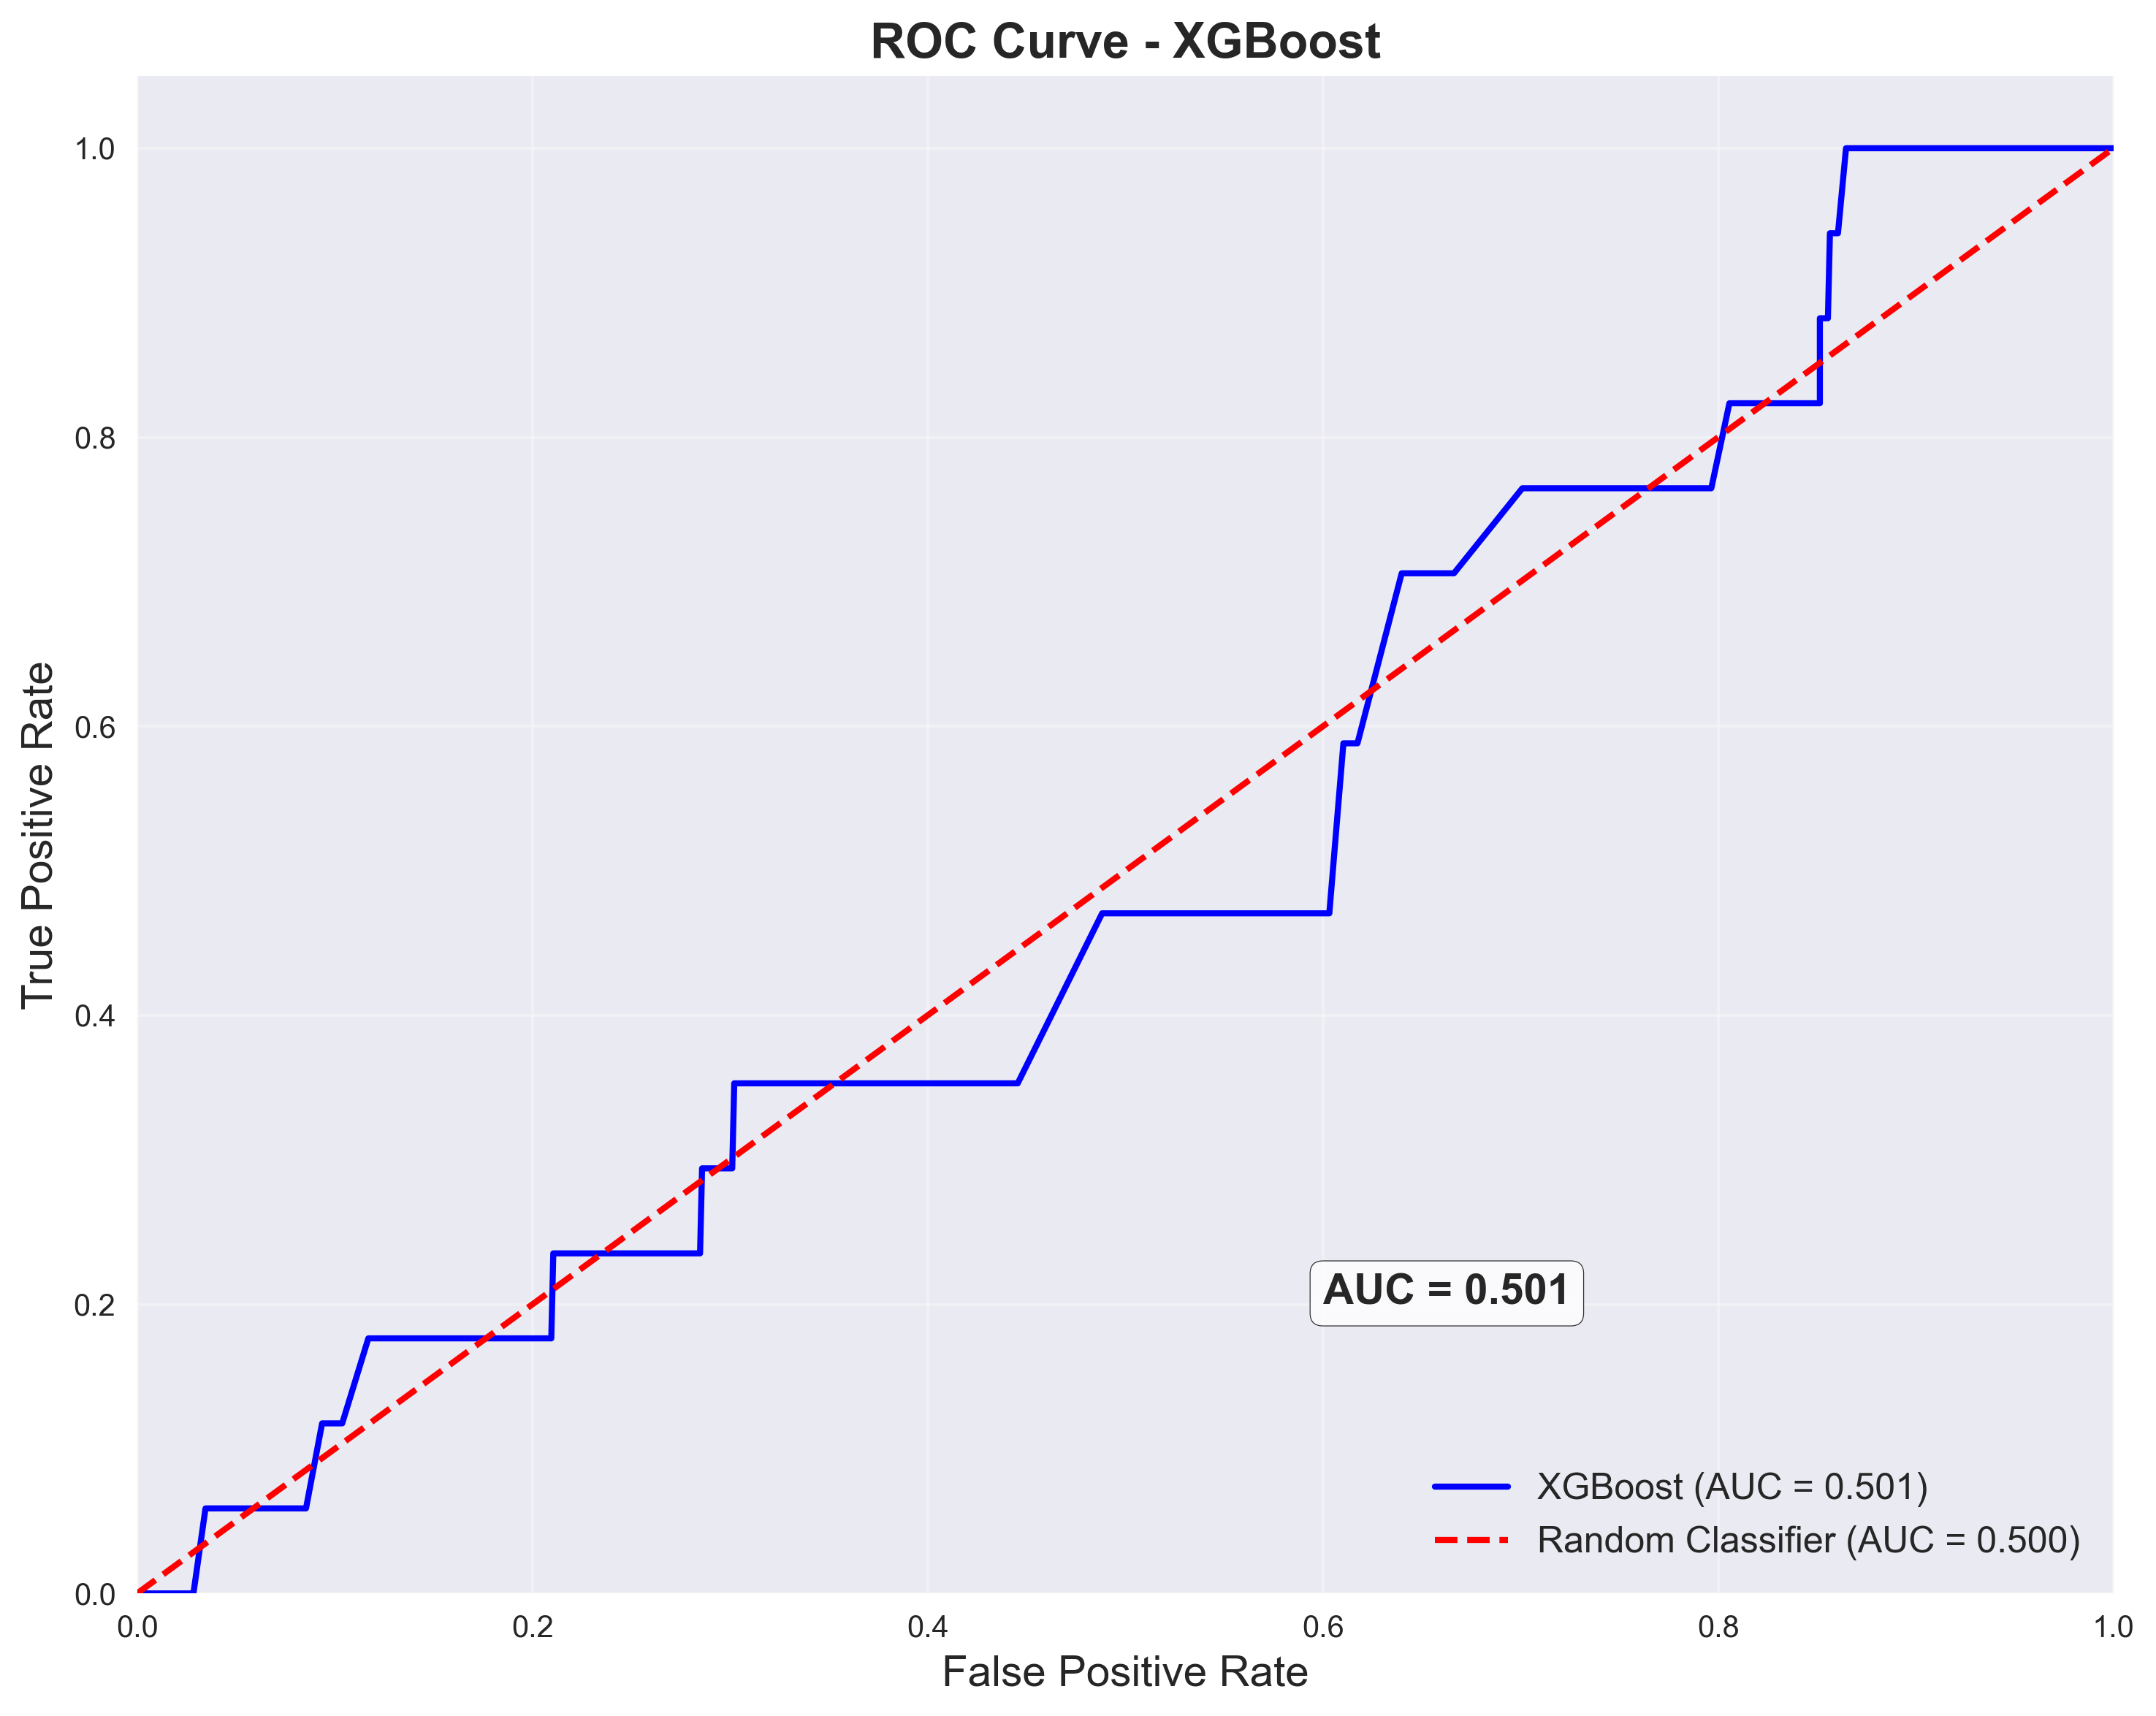 ROC Curve - XGBoost
True Positive Rate
1.0
0.8
0.6
0.4
0.2
0.0
AUC = 0.501
XGBoost (AUC = 0.501)
Random Classifier (AUC = 0.500)
0.0 0.2 0.4 0.6 0.8 1.0
False Positive Rate